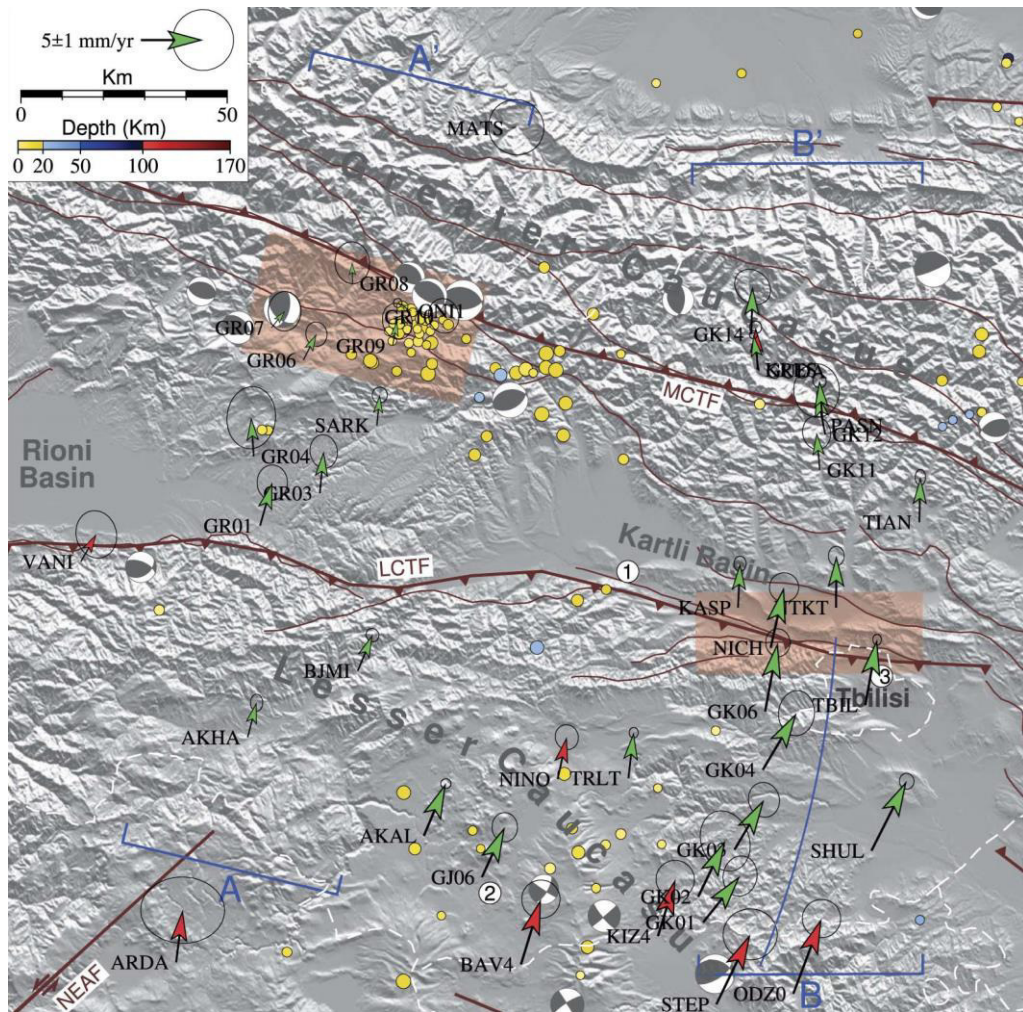 5±1 mm/yr
Km
0 50
Depth (Km)
0 20 50 100 170
A'
MATS
B'
Greater Caucasus
GR08
GR07
GR10
ONI1
GR06
GR09
GK14
MCTF
SARK
PASN
GK12
Rioni
Basin
GR04
GR03
GK11
GR01
TIAN
VANI
LCTF
1
Kartli Basin
KASP
TKT
NICH
BJMI
3
Tbilisi
TBIL
GK06
AKHA
Lesser Caucasus
NINO
TRLT
GK04
AKAL
SHUL
GJ06
2
A
GK02
GK01
KIZ4
ARDA
BAV4
NEAF
STEP
ODZ0
B